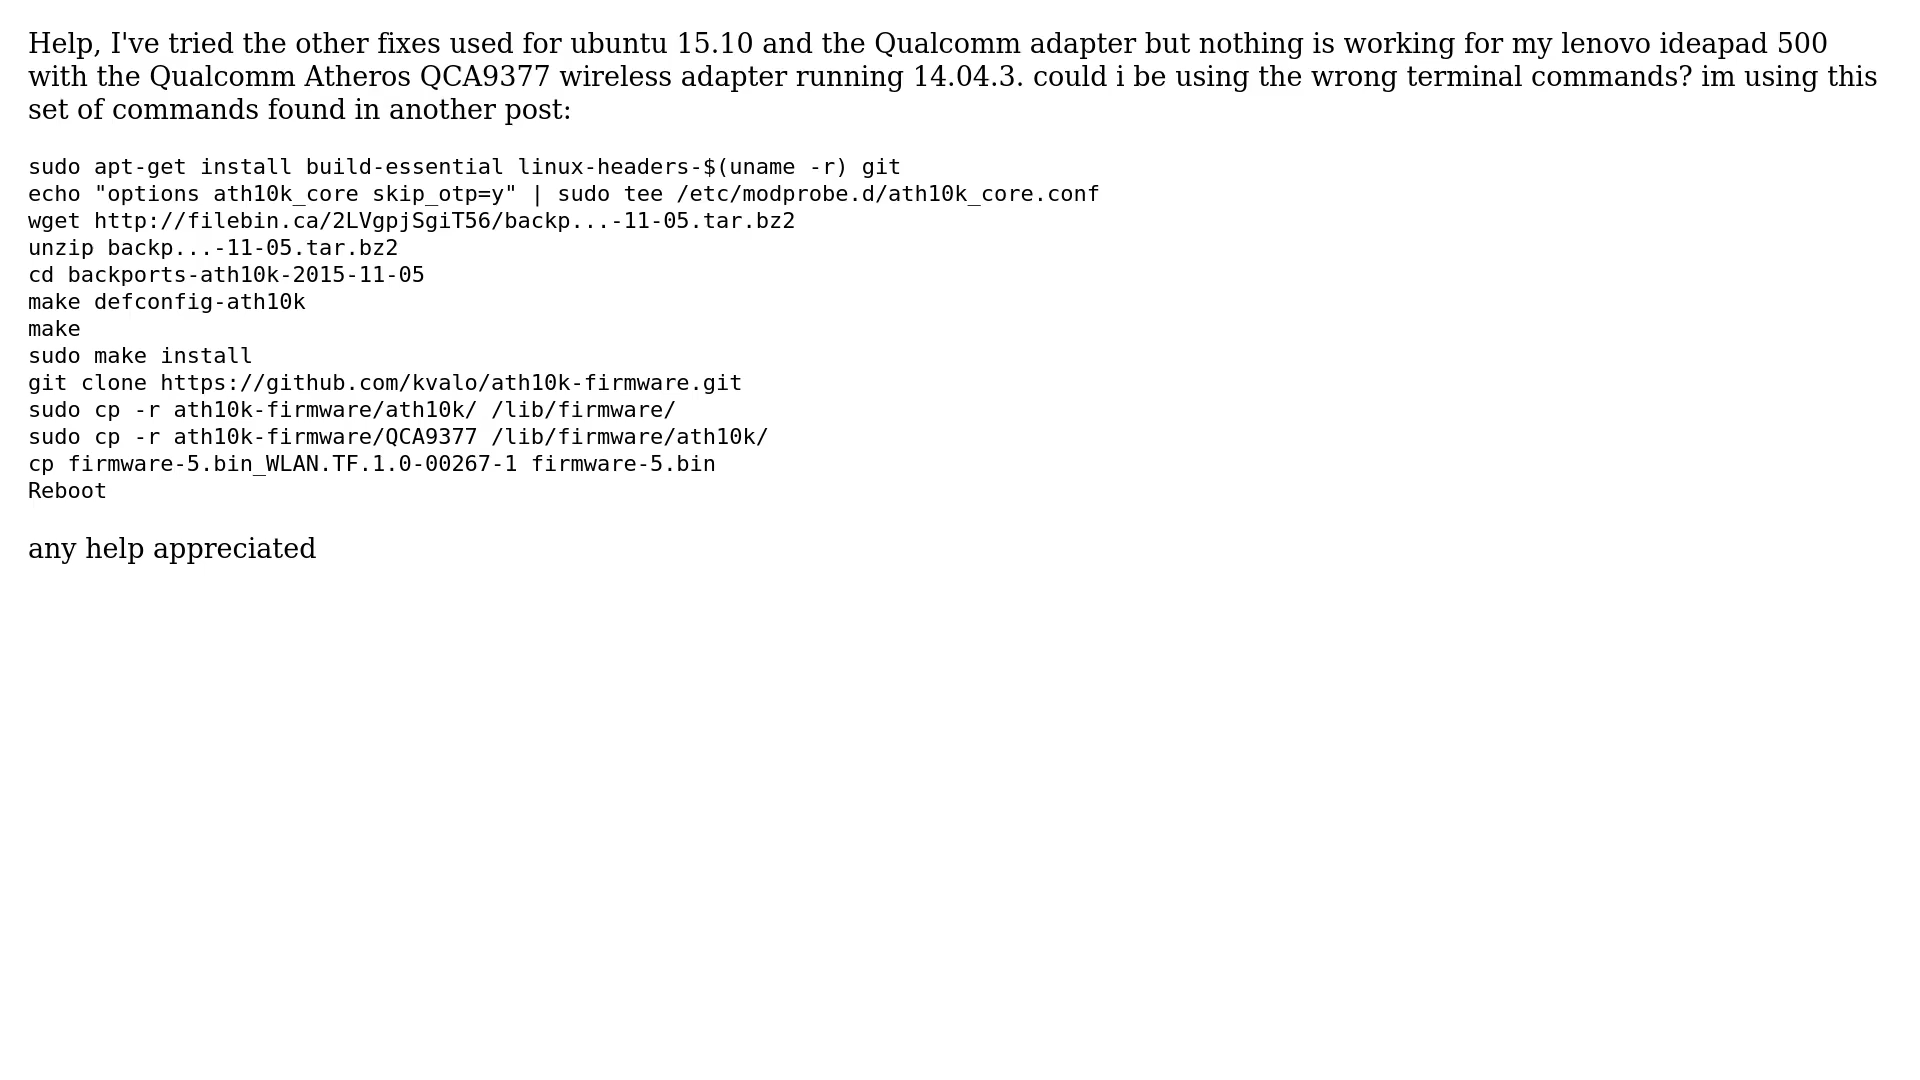 Help, I've tried the other fixes used for ubuntu 15.10 and the Qualcomm adapter but nothing is working for my lenovo ideapad 500
with the Qualcomm Atheros QCA9377 wireless adapter running 14.04.3. could i be using the wrong terminal commands? im using this
set of commands found in another post:
sudo apt-get install build-essential linux-headers-$(uname -r) git
echo "options ath10k_core skip_otp=y" | sudo tee /etc/modprobe.d/ath10k_core.conf
wget http://filebin.ca/2LVgpjSgiT56/backp...-11-05.tar.bz2
unzip backp...-11-05.tar.bz2
cd backports-ath10k-2015-11-05
make defconfig-ath10k
make
sudo make install
git clone https://github.com/kvalo/ath10k-firmware.git
sudo cp -r ath10k-firmware/ath10k/ /lib/firmware/
sudo cp -r ath10k-firmware/QCA9377 /lib/firmware/ath10k/
cp firmware-5.bin_WLAN.TF.1.0-00267-1 firmware-5.bin
Reboot
any help appreciated